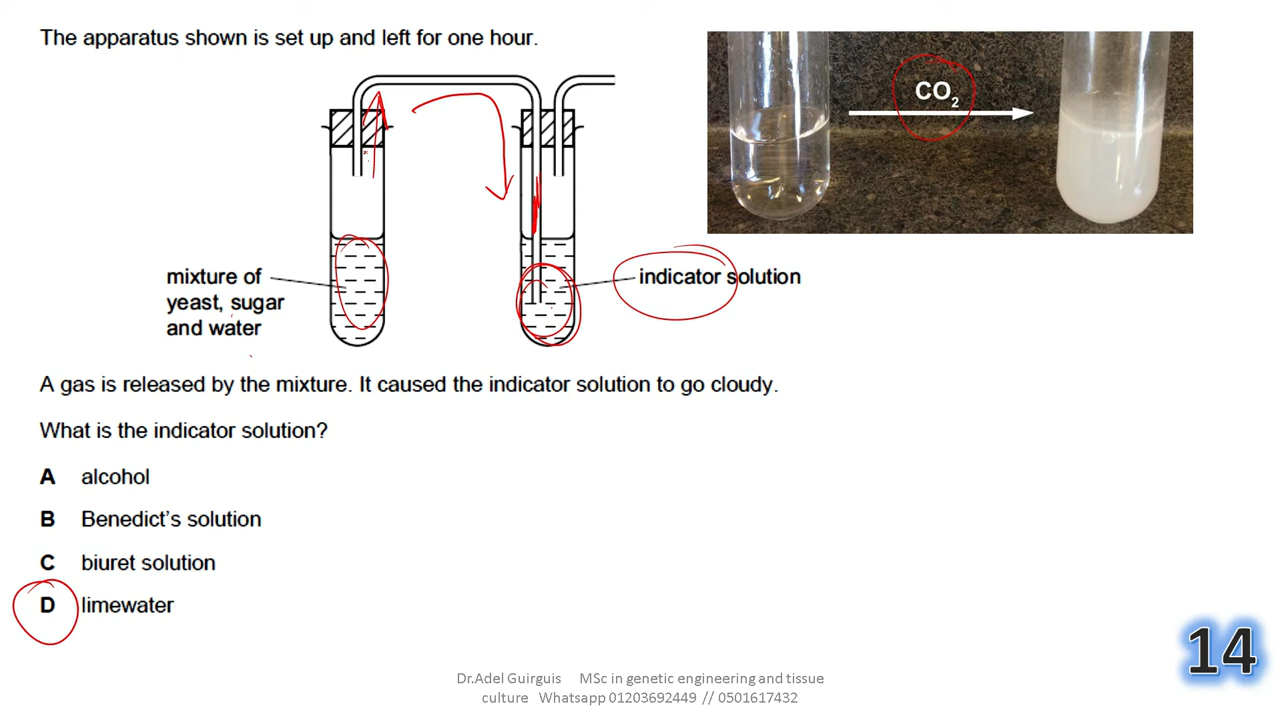 The apparatus shown is set up and left for one hour.
CO2
mixture of
yeast, sugar
and water
indicator solution
A gas is released by the mixture. It caused the indicator solution to go cloudy.
What is the indicator solution?
A alcohol
B Benedict's solution
C biuret solution
D limewater
14
Dr.Adel Guirguis MSc in genetic engineering and tissue
culture Whatsapp 01203692449 // 0501617432